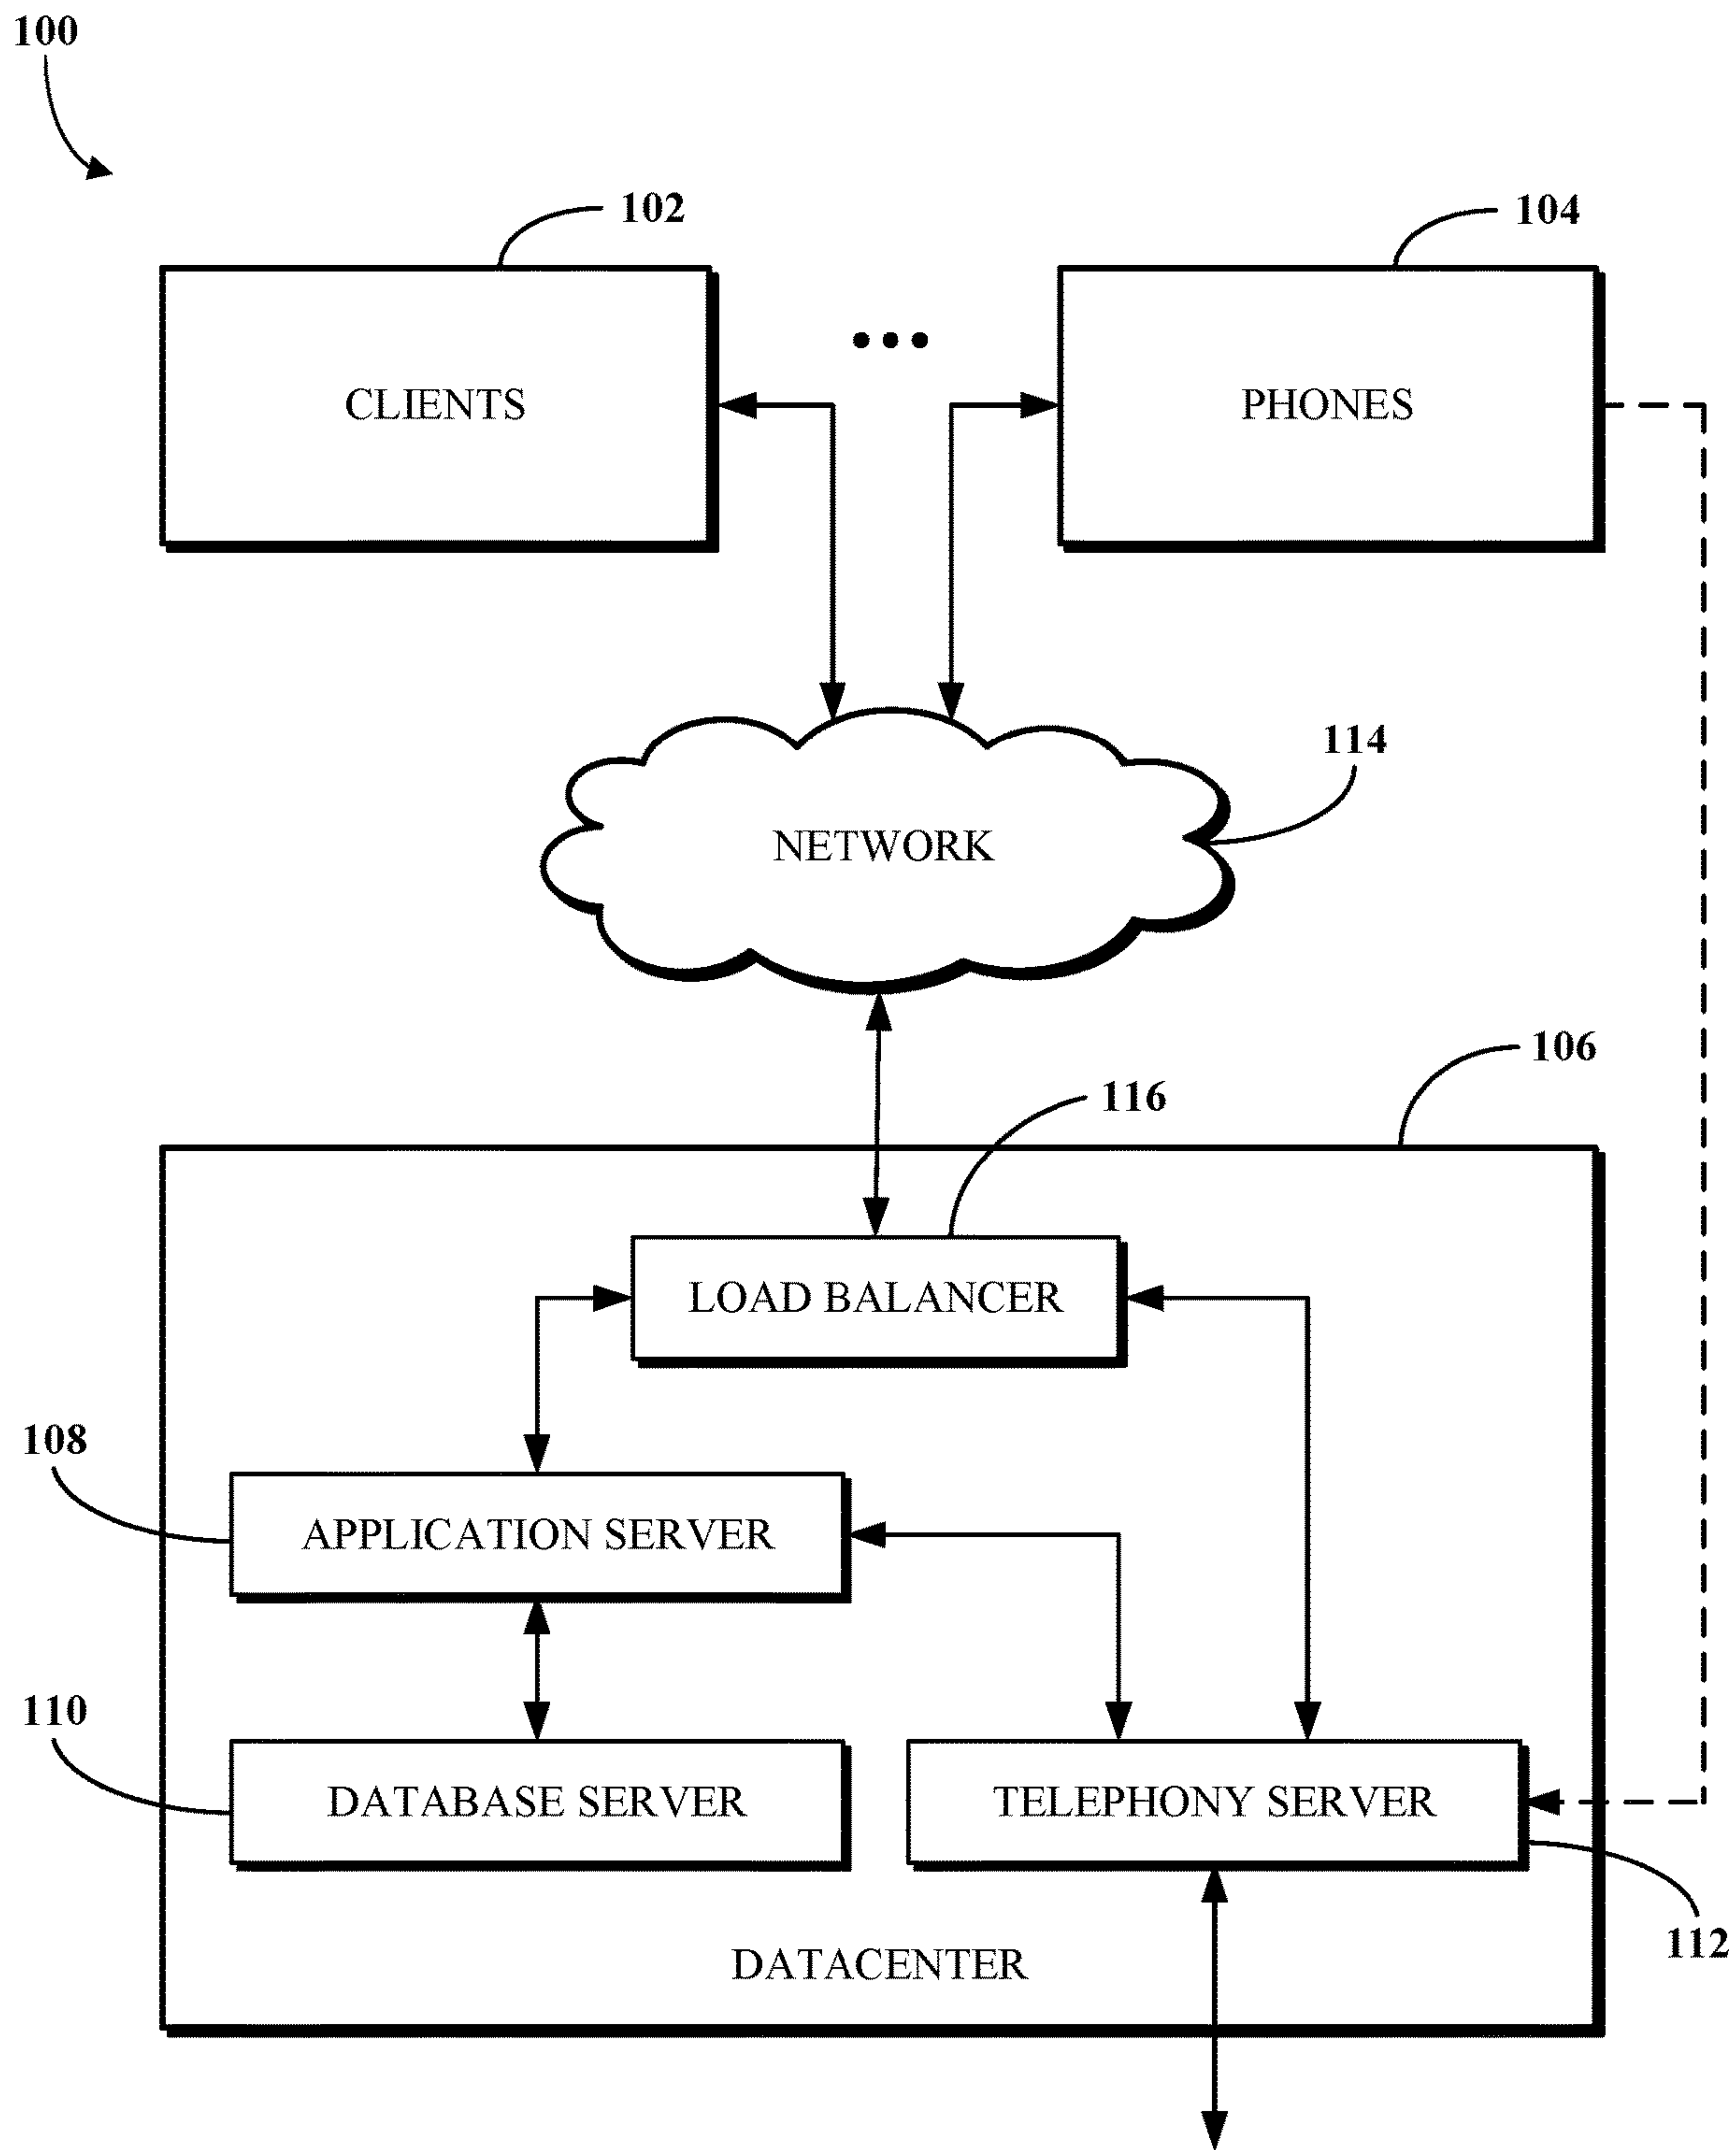 100
102
104
CLIENTS
PHONES
114
NETWORK
106
116
LOAD BALANCER
108
APPLICATION SERVER
110
DATABASE SERVER
TELEPHONY SERVER
112
DATACENTER